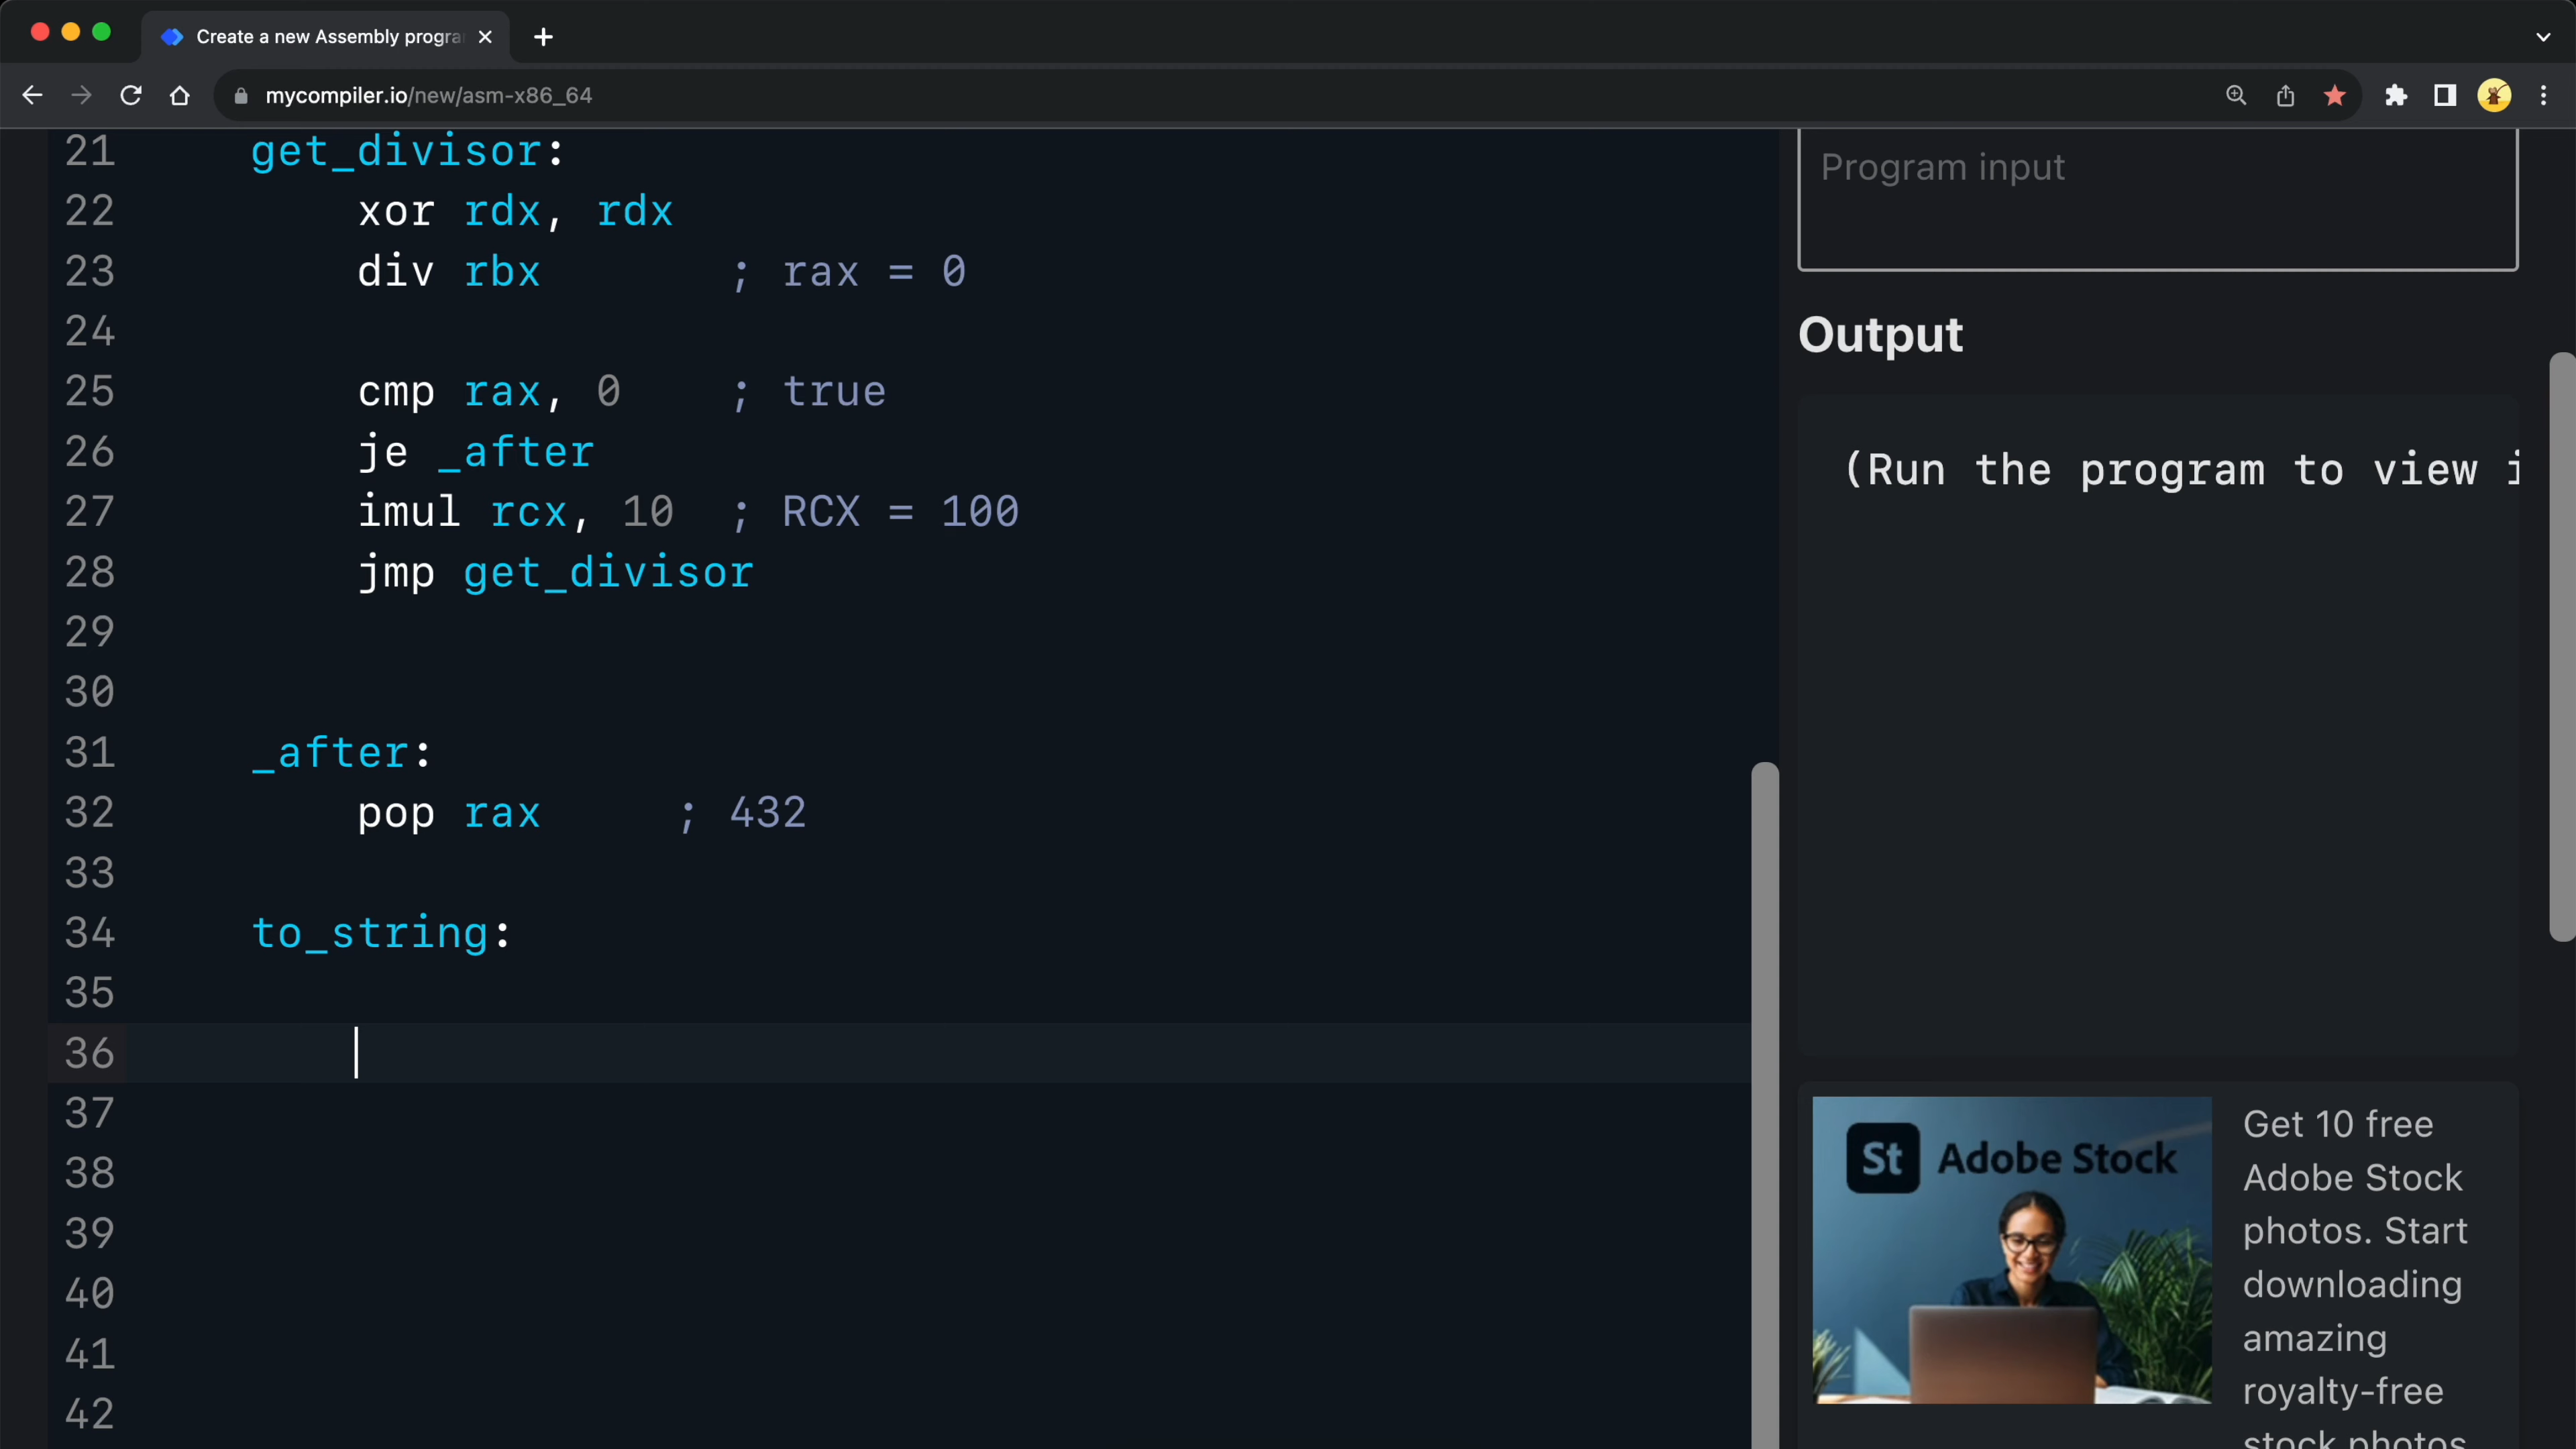 Create a new Assembly progra
mycompiler.io/new/asm-x86_64
21 get_divisor:
22 xor rdx, rdx
23 div rbx ; rax = 0
24
25 cmp rax, 0 ; true
26 je _after
27 imul rcx, 10 ; RCX = 100
28 jmp get_divisor
29
30
31 _after:
32 pop rax ; 432
33
34 to_string:
35
36
37
38
39
40
41
42
Program input
Output
(Run the program to view i
St Adobe Stock
Get 10 free
Adobe Stock
photos. Start
downloading
amazing
royalty-free
stock photos